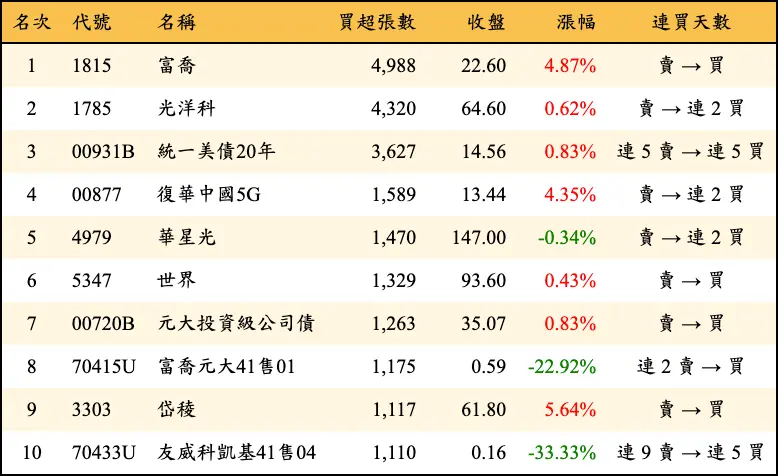 名次 代號 名稱 買超張數 收盤 漲幅 連買天數
1 1815 富喬 4,988 22.60 4.87% 賣 → 買
2 1785 光洋科 4,320 64.60 0.62% 賣 → 連 2 買
3 00931B 統一美債20年 3,627 14.56 0.83% 連 5 賣 → 連 5 買
4 00877 復華中國5G 1,589 13.44 4.35% 賣 → 連 2 買
5 4979 華星光 1,470 147.00 -0.34% 賣 → 連 2 買
6 5347 世界 1,329 93.60 0.43% 賣 → 買
7 00720B 元大投資級公司債 1,263 35.07 0.83% 賣 → 買
8 70415U 富喬元大41售01 1,175 0.59 -22.92% 連 2 賣 → 買
9 3303 岱稜 1,117 61.80 5.64% 賣 → 買
10 70433U 友威科凱基41售04 1,110 0.16 -33.33% 連 9 賣 → 連 5 買